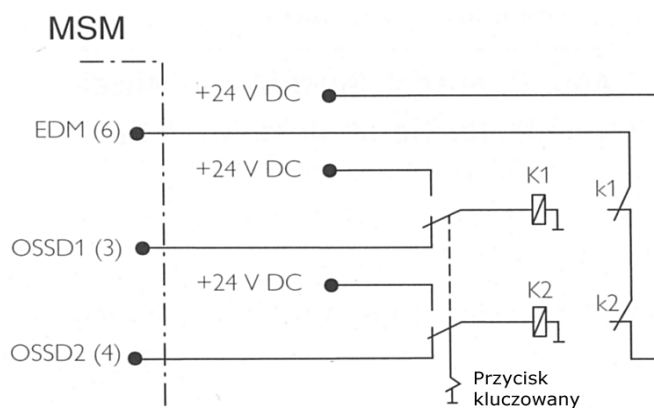 MSM
+24 V DC
EDM (6)
+24 V DC
K1
k1
OSSD1 (3)
+24 V DC
K2
k2
OSSD2 (4)
Przycisk
kluczowany